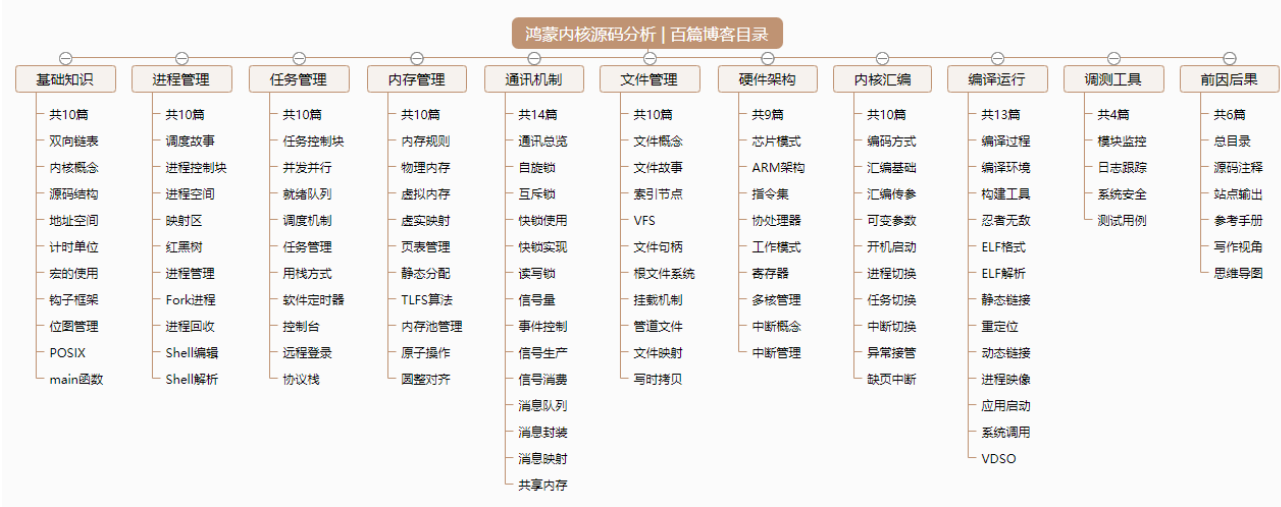 鸿蒙内核源码分析 | 百篇博客目录
基础知识
共10篇
双向链表
内核概念
源码结构
地址空间
计时单位
宏的使用
钩子框架
位图管理
POSIX
main函数
进程管理
共10篇
调度故事
进程控制块
进程空间
映射区
红黑树
进程管理
Fork进程
进程回收
Shell编辑
Shell解析
任务管理
共10篇
任务控制块
并发并行
就绪队列
调度机制
任务管理
用栈方式
软件定时器
控制台
远程登录
协议栈
内存管理
共10篇
内存规则
物理内存
虚拟内存
虚实映射
页表管理
静态分配
TLFS算法
内存池管理
原子操作
圆整对齐
通讯机制
共14篇
通讯总览
自旋锁
互斥锁
快锁使用
快锁实现
读写锁
信号量
事件控制
信号生产
信号消费
消息队列
消息封装
消息映射
共享内存
文件管理
共10篇
文件概念
文件故事
索引节点
VFS
文件句柄
根文件系统
挂载机制
管道文件
文件映射
写时拷贝
硬件架构
共9篇
芯片模式
ARM架构
指令集
协处理器
工作模式
寄存器
多核管理
中断概念
中断管理
内核汇编
共10篇
编码方式
汇编基础
汇编传参
可变参数
开机启动
进程切换
任务切换
中断切换
异常接管
缺页中断
编译运行
共13篇
编译过程
编译环境
构建工具
忍者无敌
ELF格式
ELF解析
静态链接
重定位
动态链接
进程映像
应用启动
系统调用
VDSO
调测工具
共4篇
模块监控
日志跟踪
系统安全
测试用例
前因后果
共6篇
总目录
源码注释
站点输出
参考手册
写作视角
思维导图